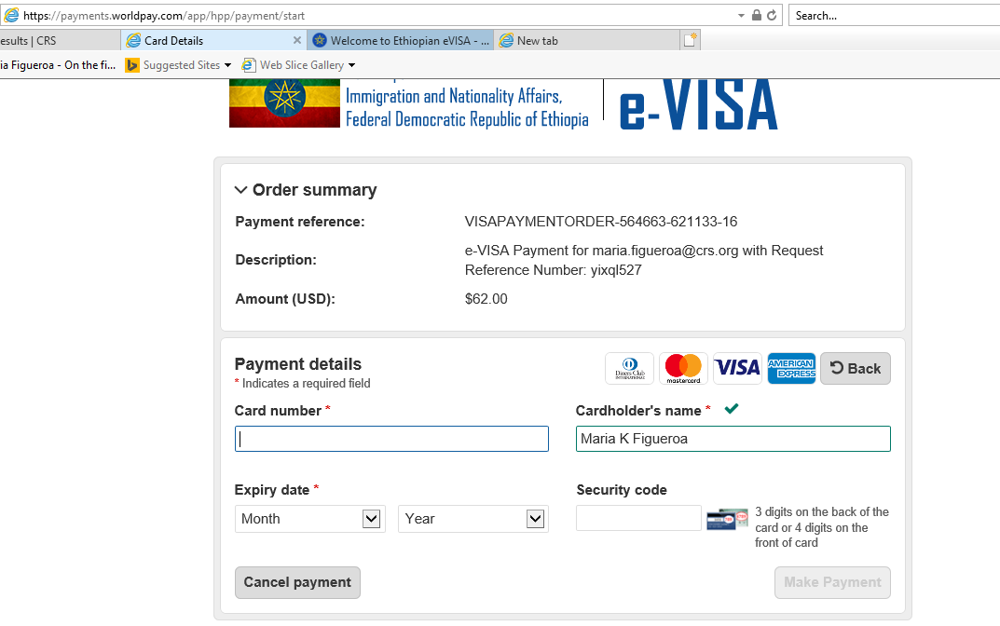 https://payments.worldpay.com/app/hpp/payment/start
Search...
esults | CRS
Card Details
Welcome to Ethiopian eVISA - ...
New tab
ia Figueroa - On the fi...
Suggested Sites
Web Slice Gallery
Immigration and Nationality Affairs,
Federal Democratic Republic of Ethiopia
e-VISA
Order summary
Payment reference:
VISAPAYMENTORDER-564663-621133-16
Description:
e-VISA Payment for maria.figueroa@crs.org with Request
Reference Number: yixql527
Amount (USD):
$62.00
Payment details
* Indicates a required field
Diners Club
INTERNATIONAL
mastercard
VISA
AMERICAN
EXPRESS
Back
Card number *
Cardholder's name *
Maria K Figueroa
Expiry date *
Security code
Month
Year
3 digits on the back of the
card or 4 digits on the
front of card
Cancel payment
Make Payment